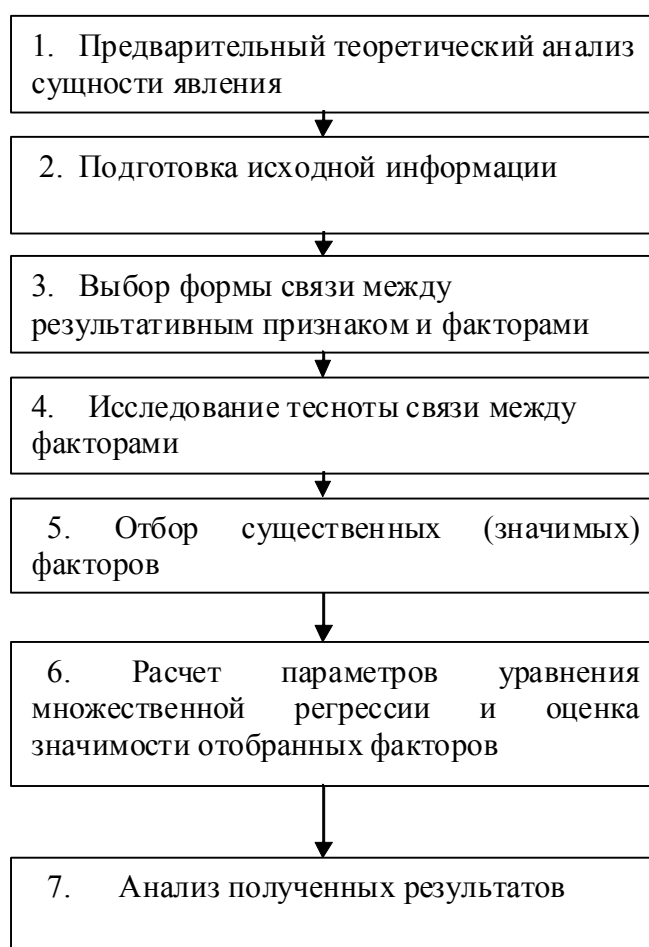 1. Предварительный теоретический анализ
сущности явления
2. Подготовка исходной информации
3. Выбор формы связи между
результативным признаком и факторами
4. Исследование тесноты связи между
факторами
5. Отбор существенных (значимых)
факторов
6. Расчет параметров уравнения
множественной регрессии и оценка
значимости отобранных факторов
7. Анализ полученных результатов